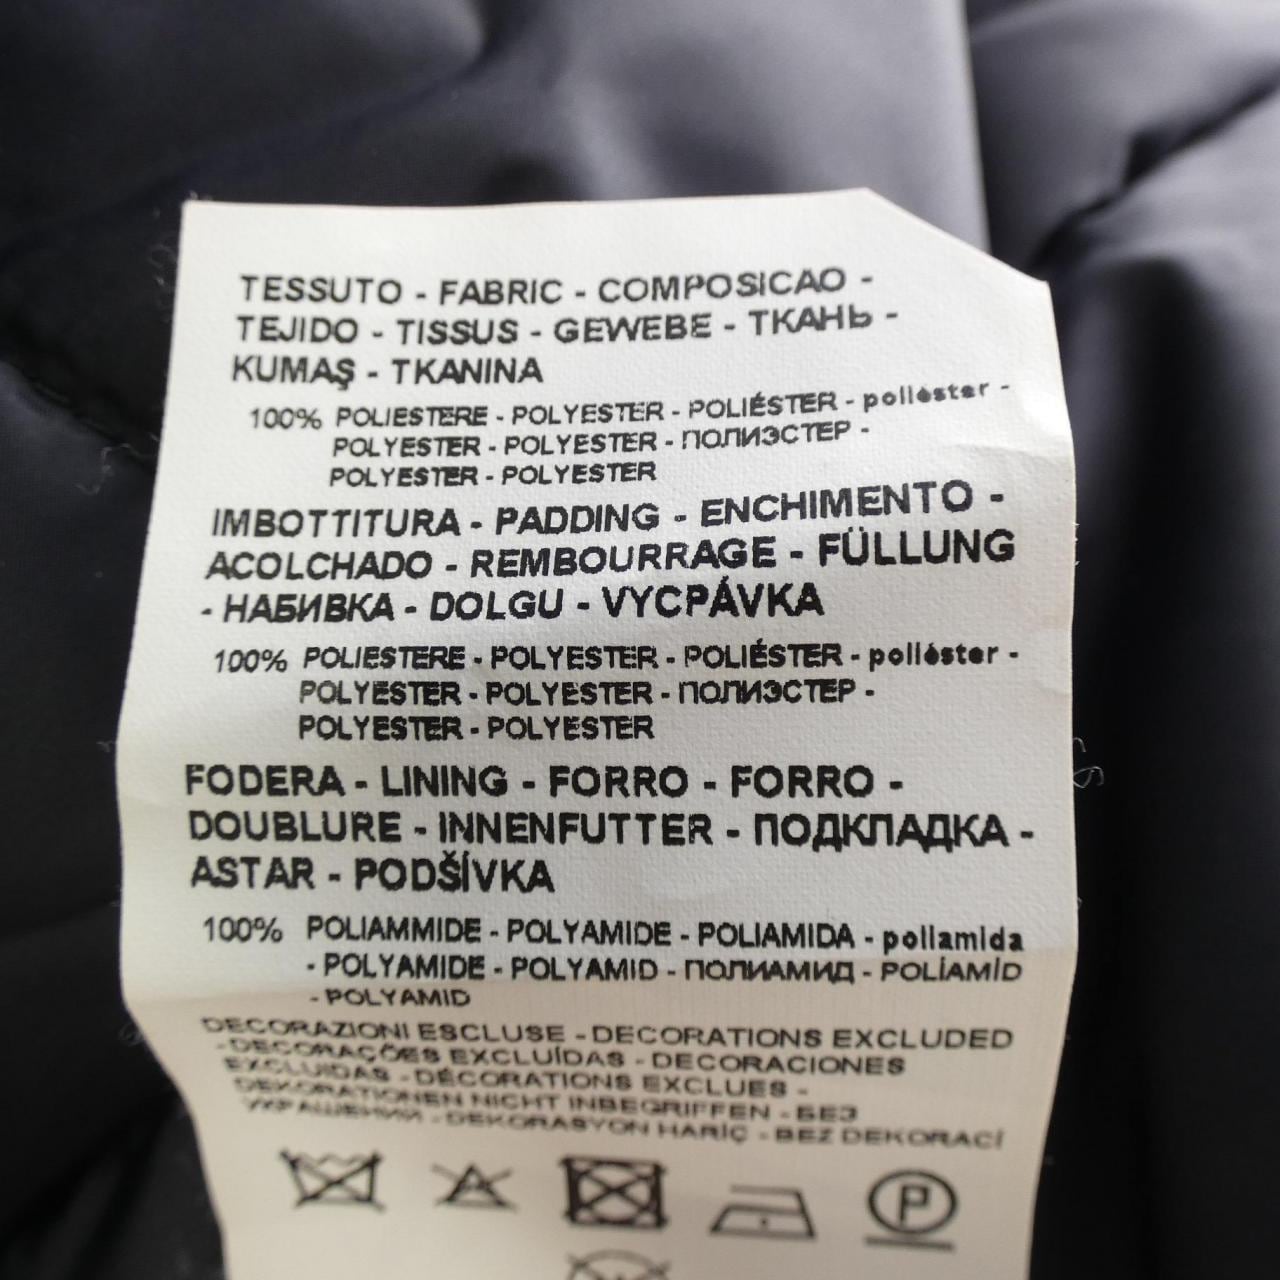 TESSUTO - FABRIC - COMPOSICAO -
TEJIDO - TISSUS - GEWEBE - ТКАНЬ -
KUMAŞ - TKANINA
100% POLIESTERE - POLYESTER - POLIÉSTER - poliéster -
POLYESTER - POLYESTER - ПОЛИЭСТЕР -
POLYESTER - POLYESTER
IMBOTTITURA - PADDING - ENCHIMENTO -
ACOLCHADO - REMBOURRAGE - FÜLLUNG
- НАБИВКА - DOLGU - VYCPÁVKA
100% POLIESTERE - POLYESTER - POLIÉSTER - poliéster -
POLYESTER - POLYESTER - ПОЛИЭСТЕР -
POLYESTER - POLYESTER
FODERA - LINING - FORRO - FORRO -
DOUBLURE - INNENFUTTER - ПОДКЛАДКА -
ASTAR - PODŠÍVKA
100% POLIAMMIDE - POLYAMIDE - POLIAMIDA - poliamida
- POLYAMIDE - POLYAMID - ПОЛИАМИД - POLİAMİD
- POLYAMID
DECORAZIONI ESCLUSE - DECORATIONS EXCLUDED
- DECORAÇÕES EXCLUÍDAS - DECORACIONES
EXCLUIDAS - DÉCORATIONS EXCLUES -
DEKORATIONEN NICHT INBEGRIFFEN - БЕЗ
УКРАШЕНИЙ - DEKORASYON HARİÇ - BEZ DEKORACÍ
P